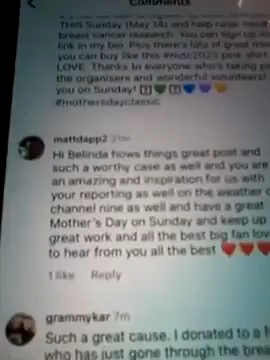 Comments
This Sunday (May 14) and help raise
breast cancer research. You can sign up
link in my bio. Plus there's lots of great
you can buy like this #mdc2023 pink shirt
LOVE. Thanks to everyone who's taking
the organisers and wonderful volunteers!
you on Sunday!
#mothersdayclassic
mattdapp2
Hi Belinda hows things great post and
such a worthy case as well and you are
an amazing and inspiration for us with
your reporting as well on the weather
channel nine as well and have a great
Mother's Day on Sunday and keep up
great work and all the best big fan
to hear from you all the best ❤️❤️❤️
1 like Reply
grammykar 7m
Such a great cause. I donated to a
who has just gone through the